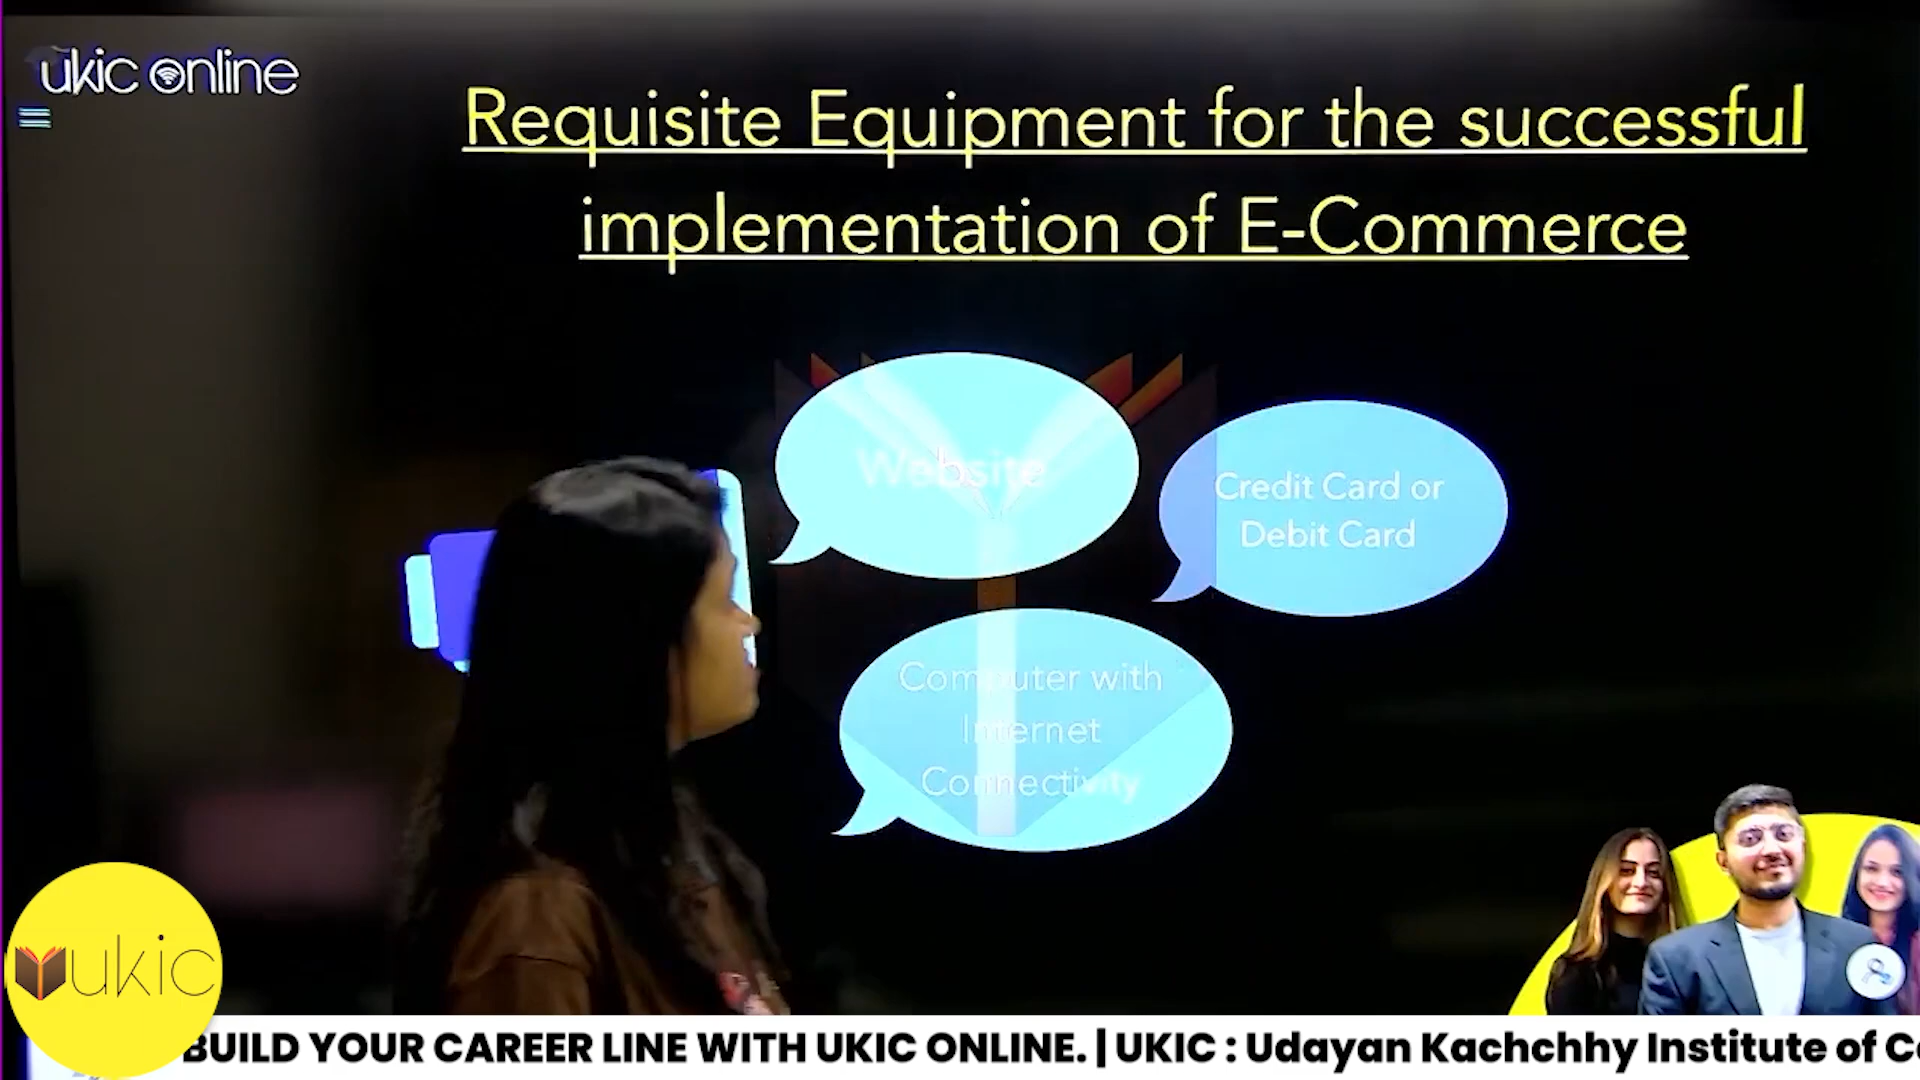 ukic online
Requisite Equipment for the successful
implementation of E-Commerce
Website
Credit Card or
Debit Card
Computer with
Internet
Connectivity
ukic
BUILD YOUR CAREER LINE WITH UKIC ONLINE. | UKIC : Udayan Kachchhy Institute of C